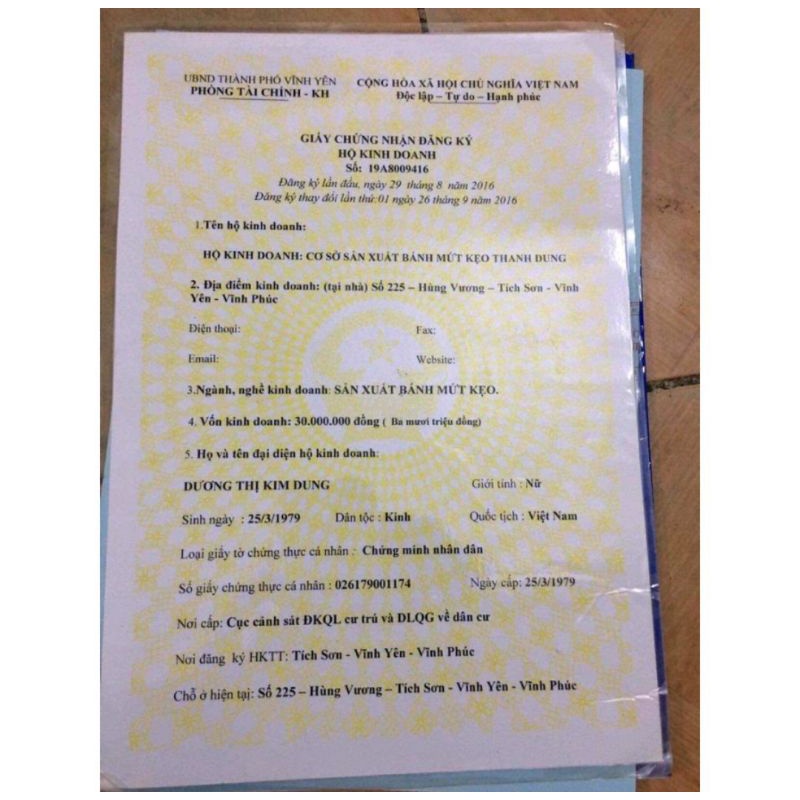 UBND THÀNH PHỐ VĨNH YÊN
PHÒNG TÀI CHÍNH - KH
CỘNG HÒA XÃ HỘI CHỦ NGHĨA VIỆT NAM
Độc lập – Tự do – Hạnh phúc
GIẤY CHỨNG NHẬN ĐĂNG KÝ
HỘ KINH DOANH
Số: 19A8009416
Đăng ký lần đầu, ngày 29 tháng 8 năm 2016
Đăng ký thay đổi lần thứ:01 ngày 26 tháng 9 năm 2016
1.Tên hộ kinh doanh:
HỘ KINH DOANH: CƠ SỞ SẢN XUẤT BÁNH MỨT KẸO THANH DUNG
2. Địa điểm kinh doanh: (tại nhà) Số 225 – Hùng Vương – Tích Sơn - Vĩnh
Yên - Vĩnh Phúc
Điện thoại: Fax:
Email: Website:
3.Ngành, nghề kinh doanh: SẢN XUẤT BÁNH MỨT KẸO.
4. Vốn kinh doanh: 30.000.000 đồng ( Ba mươi triệu đồng)
5. Họ và tên đại diện hộ kinh doanh:
DƯƠNG THỊ KIM DUNG Giới tính : Nữ
Sinh ngày : 25/3/1979 Dân tộc : Kinh Quốc tịch : Việt Nam
Loại giấy tờ chứng thực cá nhân : Chứng minh nhân dân
Số giấy chứng thực cá nhân : 026179001174 Ngày cấp: 25/3/1979
Nơi cấp: Cục cảnh sát ĐKQL cư trú và DLQG về dân cư
Nơi đăng ký HKTT: Tích Sơn - Vĩnh Yên - Vĩnh Phúc
Chỗ ở hiện tại: Số 225 – Hùng Vương – Tích Sơn - Vĩnh Yên - Vĩnh Phúc